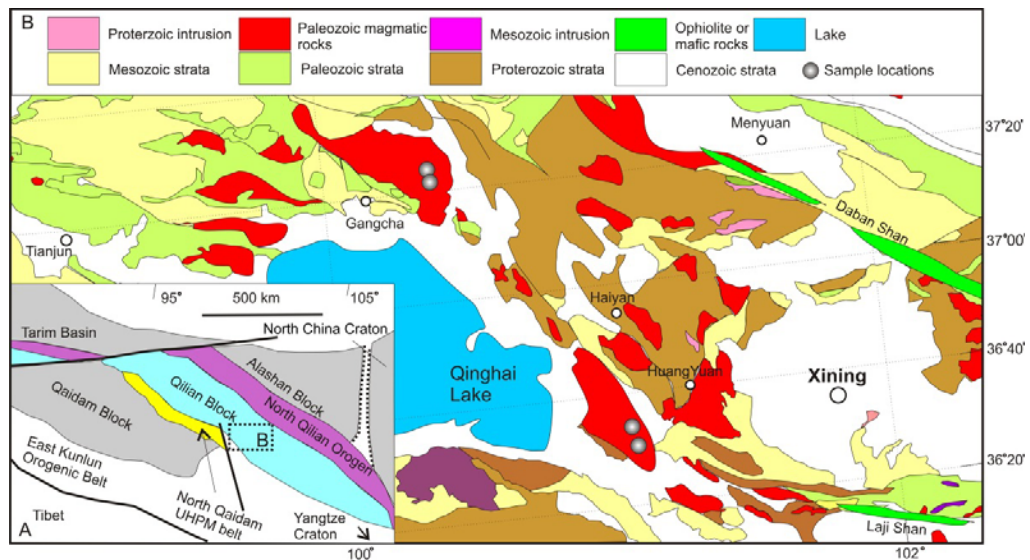 B
Proterzoic intrusion
Paleozoic magmatic
rocks
Mesozoic intrusion
Ophiolite or
mafic rocks
Lake
Mesozoic strata
Paleozoic strata
Proterozoic strata
Cenozoic strata
Sample locations
Menyuan
37°20'
Gangcha
Tianjun
Daban Shan
37°00'
95°
500 km
105°
North China Craton
Haiyan
Tarim Basin
Alashan Block
Qilian Block
North Qilian Orogen
Qaidam Block
B
Qinghai
Lake
HuangYuan
36°40'
Xining
East Kunlun
Orogenic Belt
North Qaidam
UHPM belt
36°20'
Tibet
Yangtze
Craton
A
Laji Shan
100°
102°